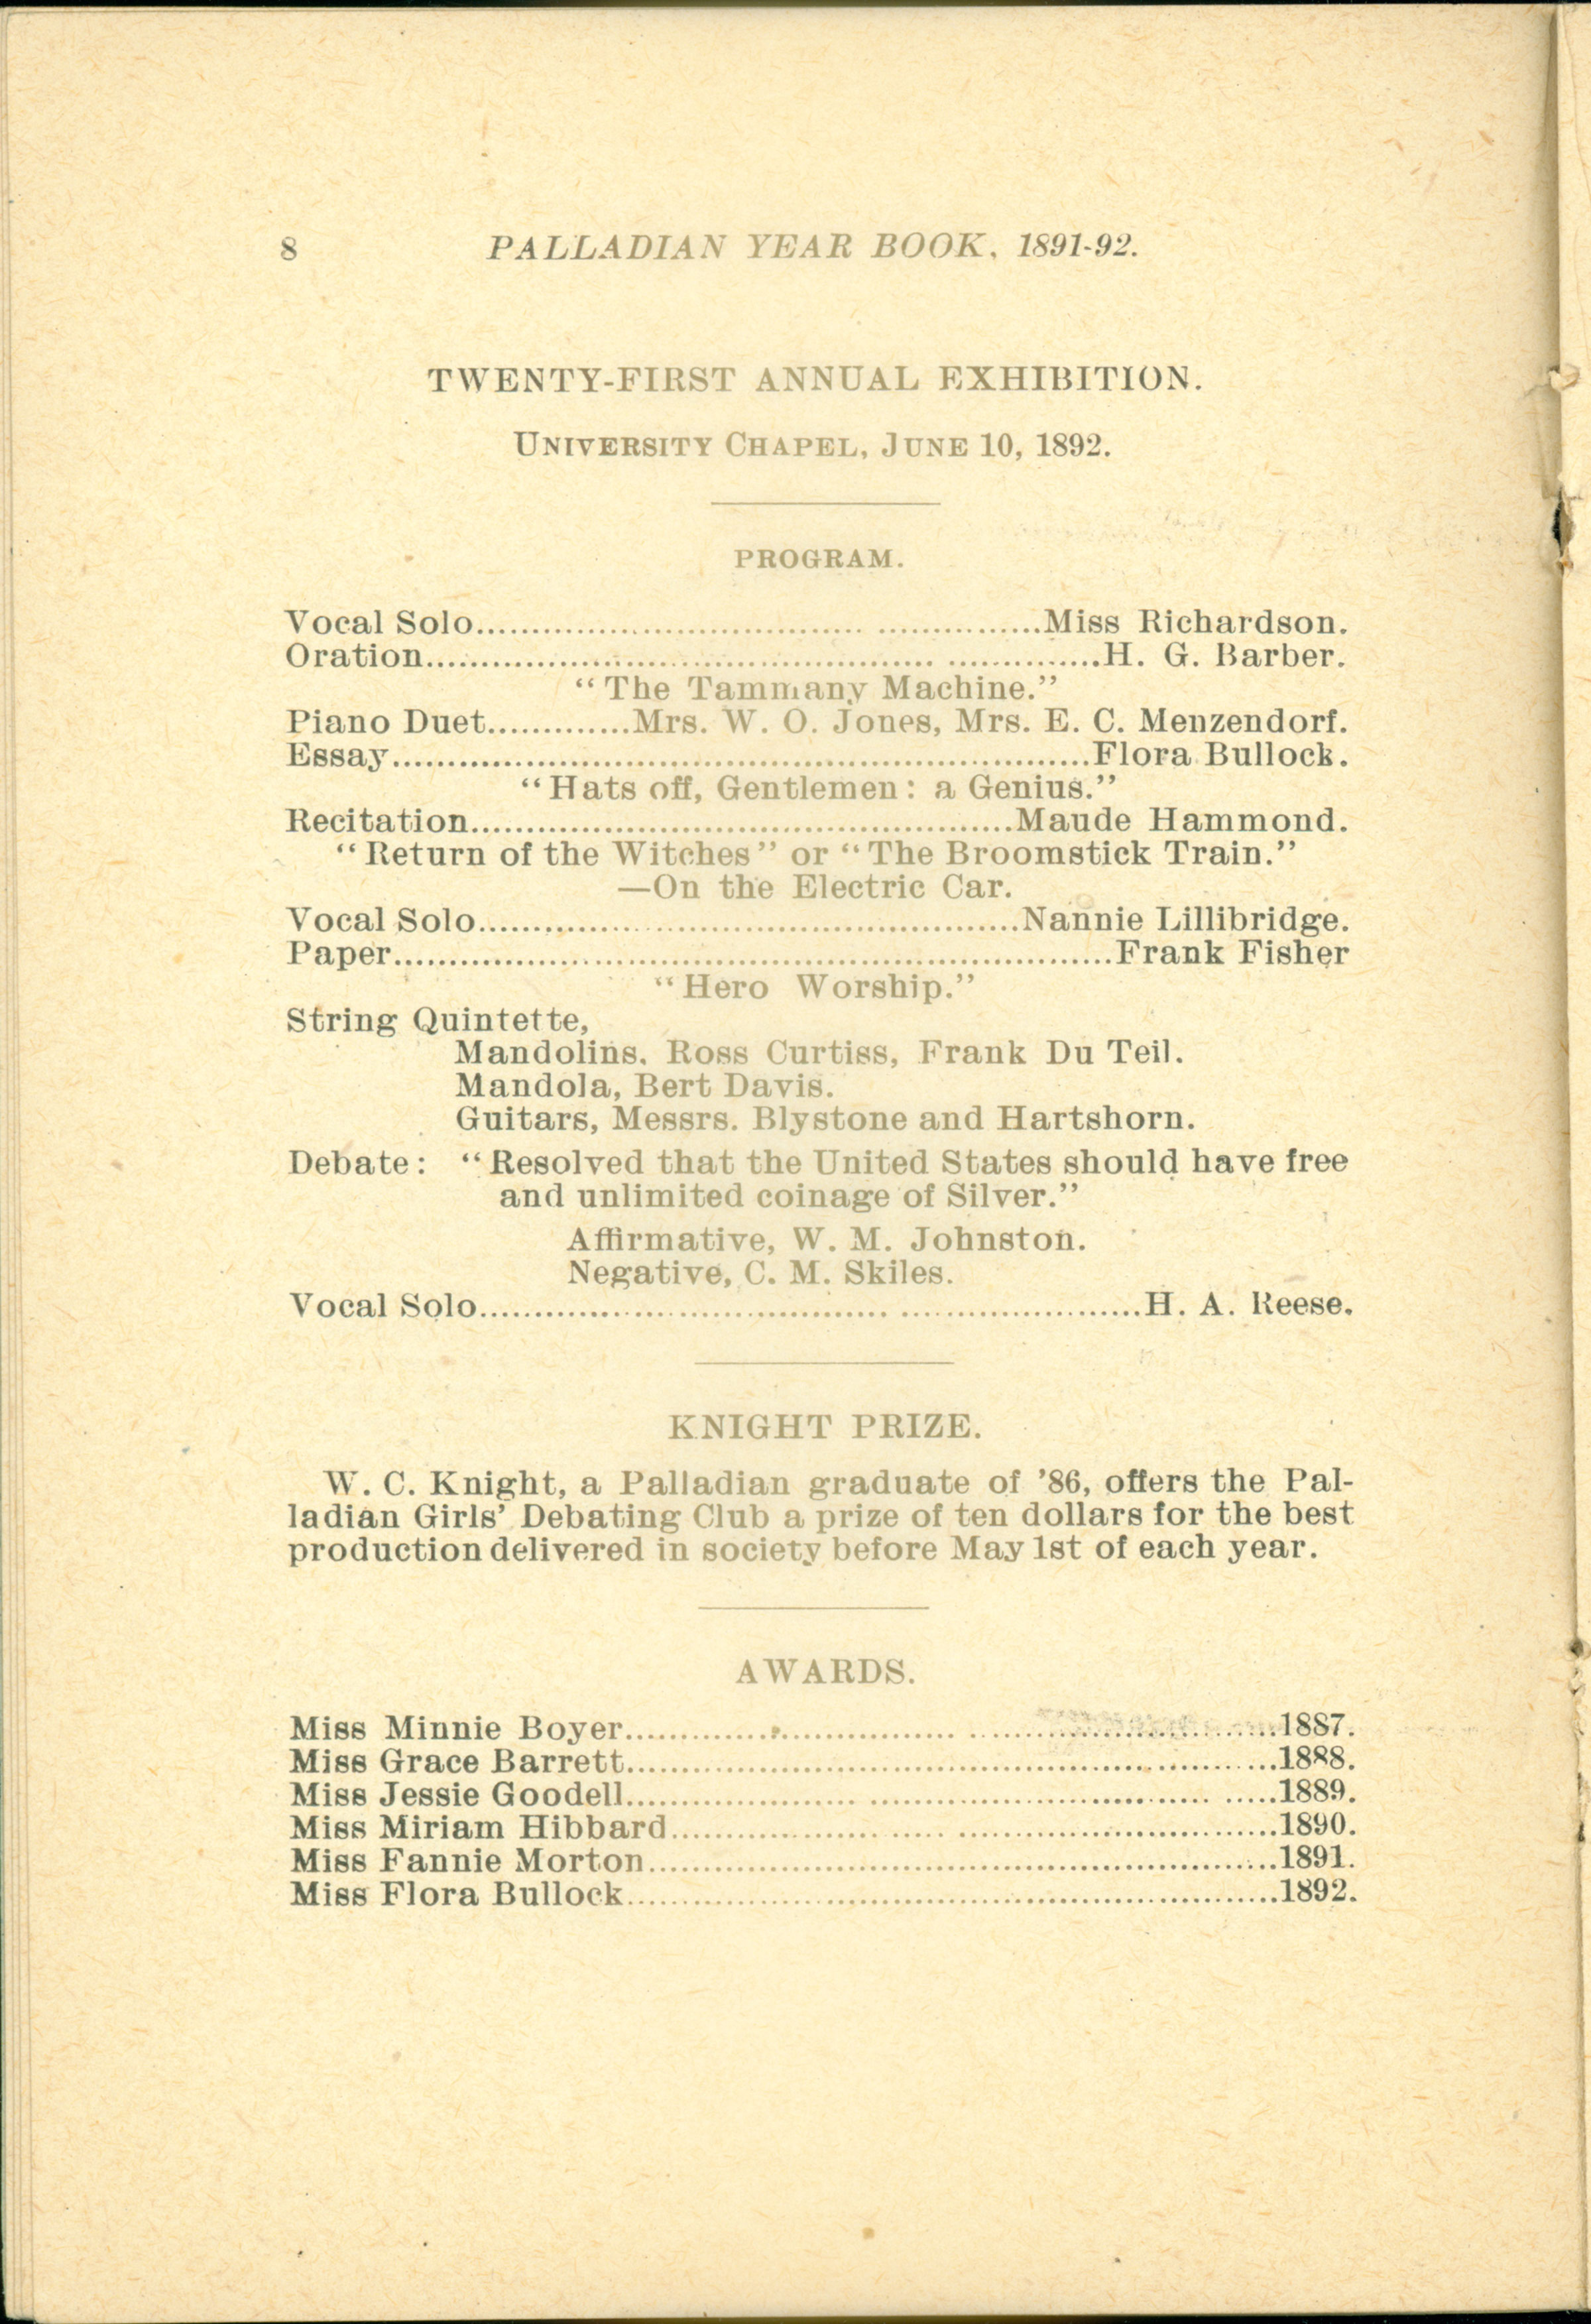 8 PALLADIAN YEAR BOOK, 1891-92.
TWENTY-FIRST ANNUAL EXHIBITION.
UNIVERSITY CHAPEL, JUNE 10, 1892.
PROGRAM.
Vocal Solo.......................................................Miss Richardson.
Oration...............................................................H. G. Barber.
"The Tammany Machine."
Piano Duet.............Mrs. W. O. Jones, Mrs. E. C. Menzendorf.
Essay.................................................................Flora Bullock.
"Hats off, Gentlemen: a Genius."
Recitation....................................................Maude Hammond.
"Return of the Witches" or "The Broomstick Train."
—On the Electric Car.
Vocal Solo...................................................Nannie Lillibridge.
Paper....................................................................Frank Fisher
"Hero Worship."
String Quintette,
Mandolins. Ross Curtiss, Frank Du Teil.
Mandola, Bert Davis.
Guitars, Messrs. Blystone and Hartshorn.
Debate: "Resolved that the United States should have free
and unlimited coinage of Silver."
Affirmative, W. M. Johnston.
Negative, C. M. Skiles.
Vocal Solo..............................................................H. A. Reese.
KNIGHT PRIZE.
W. C. Knight, a Palladian graduate of '86, offers the Pal-
ladian Girls' Debating Club a prize of ten dollars for the best
production delivered in society before May 1st of each year.
AWARDS.
Miss Minnie Boyer..............................................................1887.
Miss Grace Barrett..............................................................1888.
Miss Jessie Goodell.............................................................1889.
Miss Miriam Hibbard.........................................................1890.
Miss Fannie Morton...........................................................1891.
Miss Flora Bullock..............................................................1892.